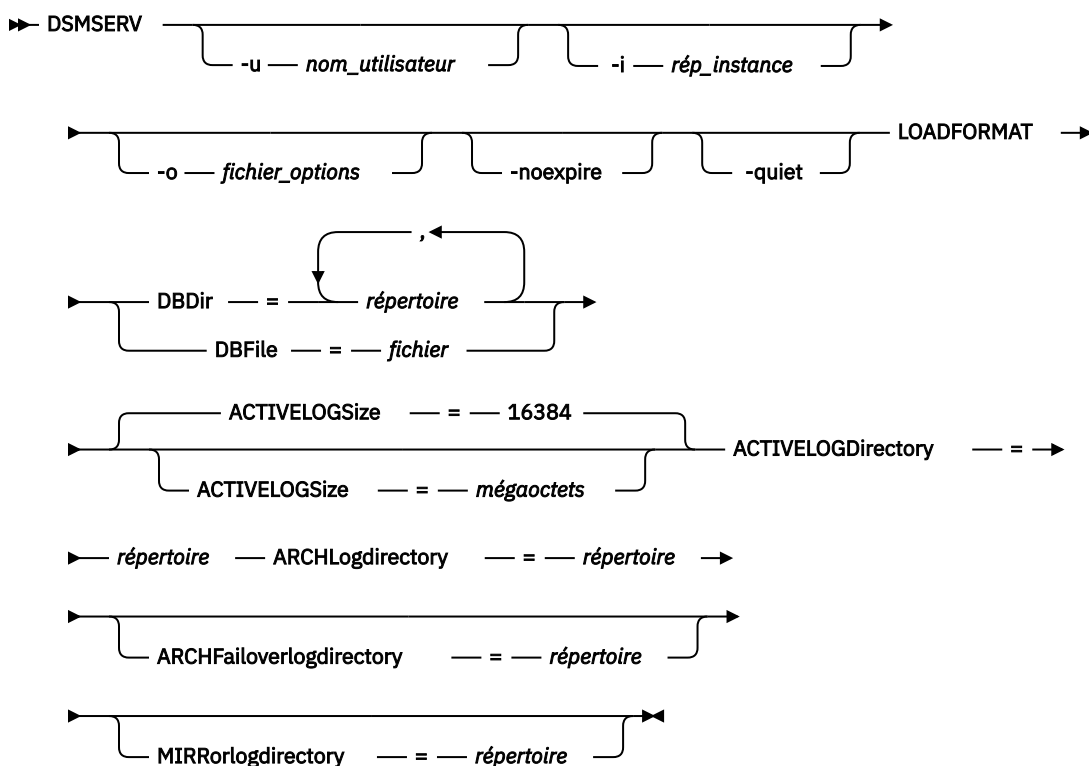 DSMSERV
-u nom_utilisateur -i rép_instance
LOADFORMAT
-o fichier_options -noexpire -quiet
,
DBDir = répertoire
DBFile = fichier
ACTIVELOGSize = 16384
ACTIVELOGDirectory =
ACTIVELOGSize = mégaoctets
répertoire ARCHLogdirectory = répertoire
ARCHFailoverlogdirectory = répertoire
MIRRorlogdirectory = répertoire